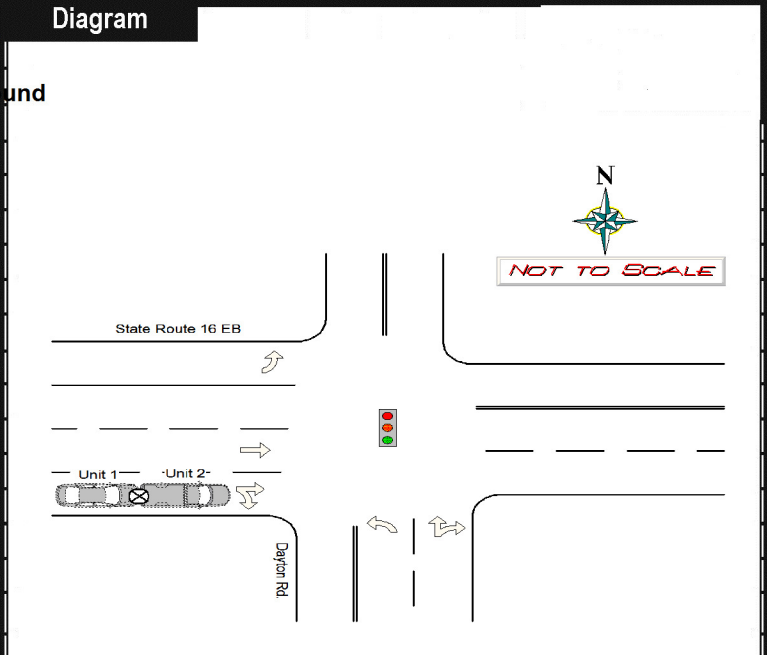 Diagram
und
N
NOT TO SCALE
State Route 16 EB
Unit 1
Unit 2
Dayton Rd.